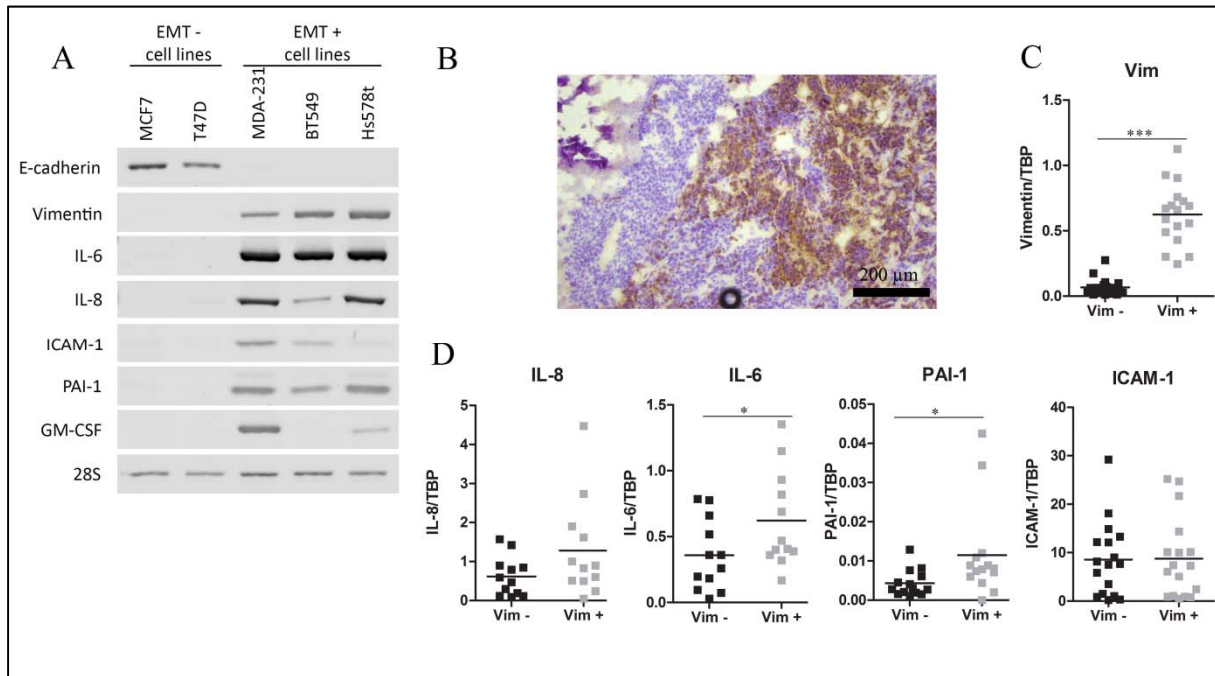 A
EMT -
cell lines
EMT +
cell lines
MCF7
T47D
MDA-231
BT549
Hs578t
E-cadherin
Vimentin
IL-6
IL-8
ICAM-1
PAI-1
GM-CSF
28S
B
200 µm
C
Vim
Vimentin/TBP
1.5
1.0
0.5
0.0
***
Vim -
Vim +
D
IL-8
IL-8/TBP
5
4
3
2
1
0
Vim -
Vim +
IL-6
IL-6/TBP
1.5
1.0
0.5
0.0
*
Vim -
Vim +
PAI-1
PAI-1/TBP
0.05
0.04
0.03
0.02
0.01
0.00
*
Vim -
Vim +
ICAM-1
ICAM-1/TBP
40
30
20
10
0
Vim -
Vim +